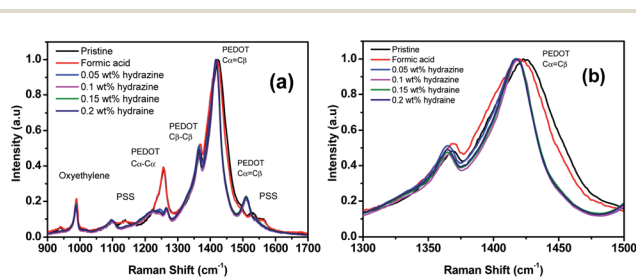 Pristine
Formic acid
0.05 wt% hydrazine
0.1 wt% hydrazine
0.15 wt% hydraine
0.2 wt% hydraine
PEDOT
Cα=Cβ
(a)
PEDOT
Cβ-Cβ
PEDOT
Cα-Cα'
Oxyethylene
PSS
PEDOT
Cα=Cβ
PSS
Intensity (a.u)
1.0
0.8
0.6
0.4
0.2
0.0
900 1000 1100 1200 1300 1400 1500 1600 1700
Raman Shift (cm⁻¹)
Pristine
Formic acid
0.05 wt% hydrazine
0.1 wt% hydrazine
0.15 wt% hydraine
0.2 wt% hydraine
PEDOT
Cα=Cβ
(b)
Intensity (a.u)
1.0
0.8
0.6
0.4
0.2
0.0
1300 1400 1500
Raman Shift (cm⁻¹)